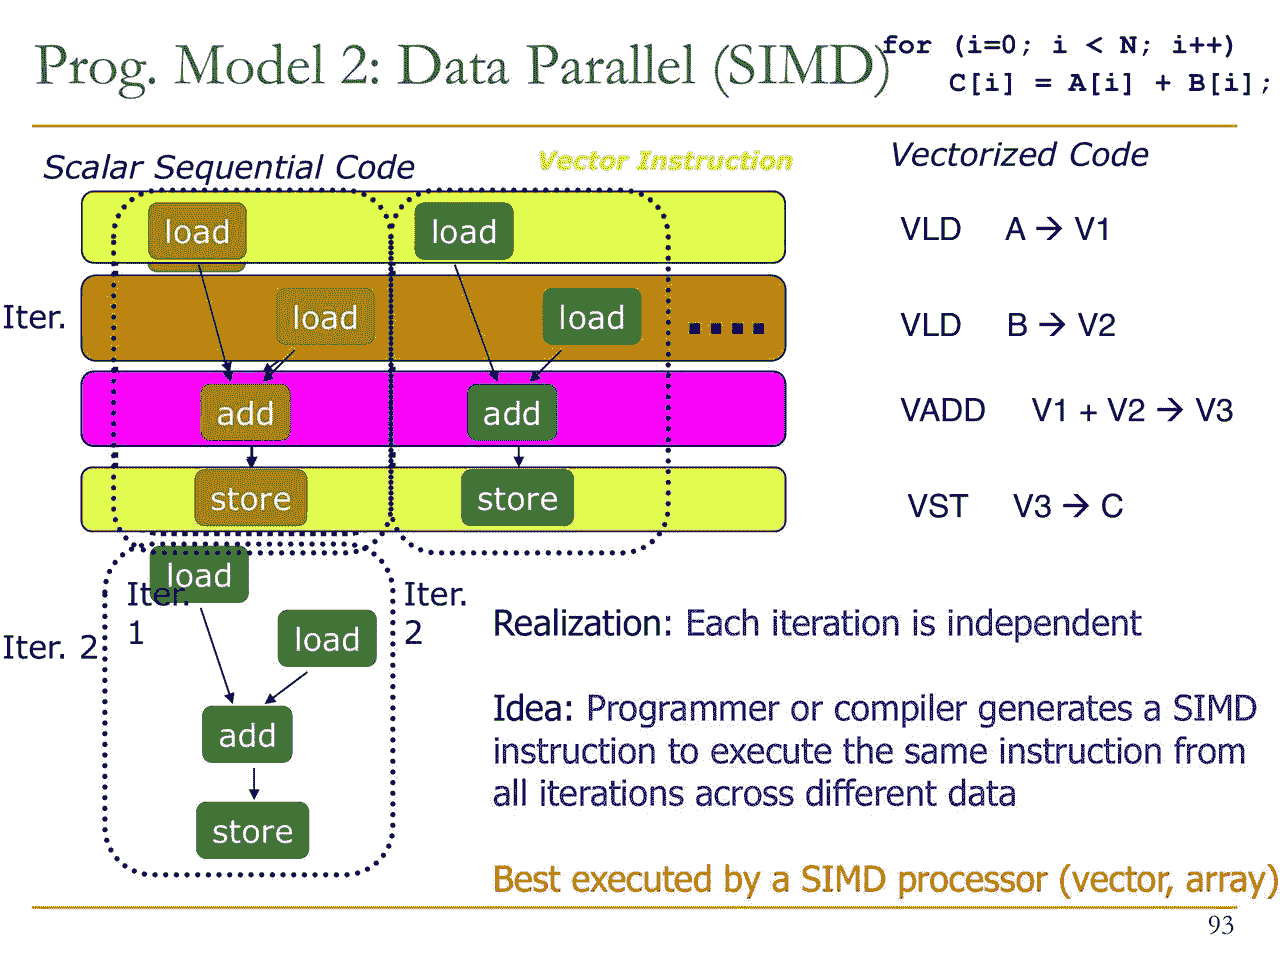 Prog. Model 2: Data Parallel (SIMD)
for (i=0; i < N; i++)
C[i] = A[i] + B[i];
Scalar Sequential Code
Vector Instruction
Vectorized Code
load
load
VLD A → V1
Iter.
load
load
....
VLD B → V2
add
add
VADD V1 + V2 → V3
store
store
VST V3 → C
load
Iter.
1
Iter.
2
Iter. 2
load
add
store
Realization: Each iteration is independent
Idea: Programmer or compiler generates a SIMD
instruction to execute the same instruction from
all iterations across different data
Best executed by a SIMD processor (vector, array)
93